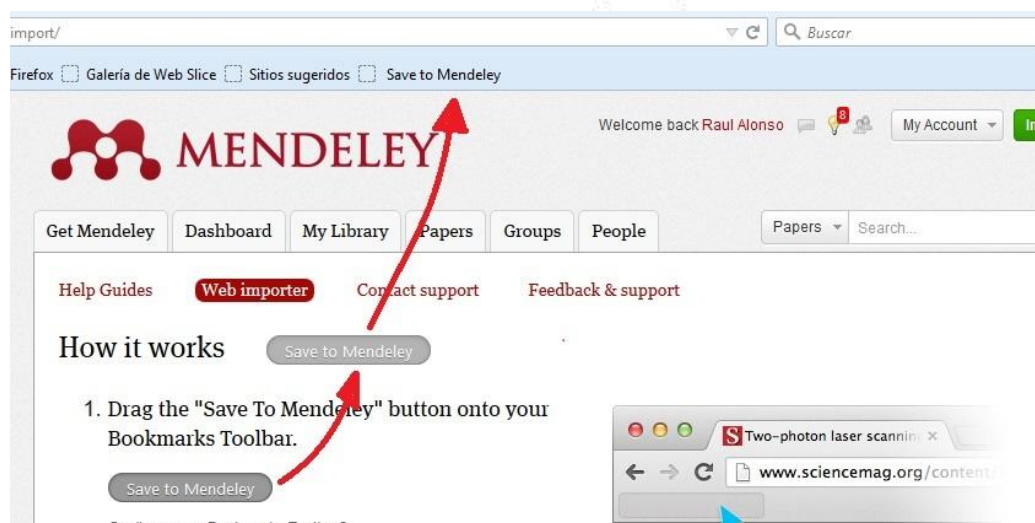 import/ Buscar
Firefox Galería de Web Slice Sitios sugeridos Save to Mendeley
MENDELEY
Welcome back Raul Alonso 8 My Account
Get Mendeley Dashboard My Library Papers Groups People Papers Search...
Help Guides Web importer Contact support Feedback & support
How it works Save to Mendeley
1. Drag the "Save To Mendeley" button onto your
Bookmarks Toolbar.
Save to Mendeley
S Two-photon laser scannin ×
www.sciencemag.org/content/